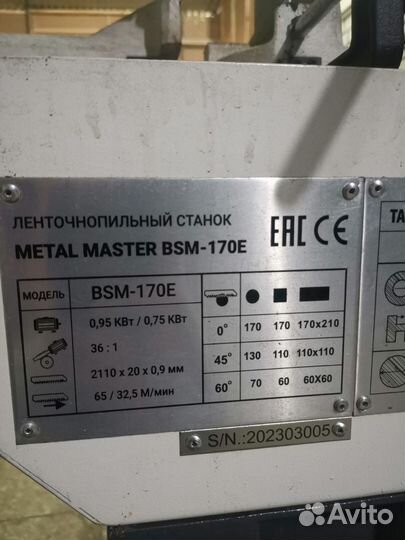 ЛЕНТОЧНОПИЛЬНЫЙ СТАНОК
METAL MASTER BSM-170E
EAC CE
МОДЕЛЬ BSM-170E
0,95 КВт / 0,75 КВт
36 : 1
2110 x 20 x 0,9 мм
65 / 32,5 М/мин
0° 170 170 170x210
45° 130 110 110x110
60° 70 60 60X60
S/N.:202303005
ТА
Avito